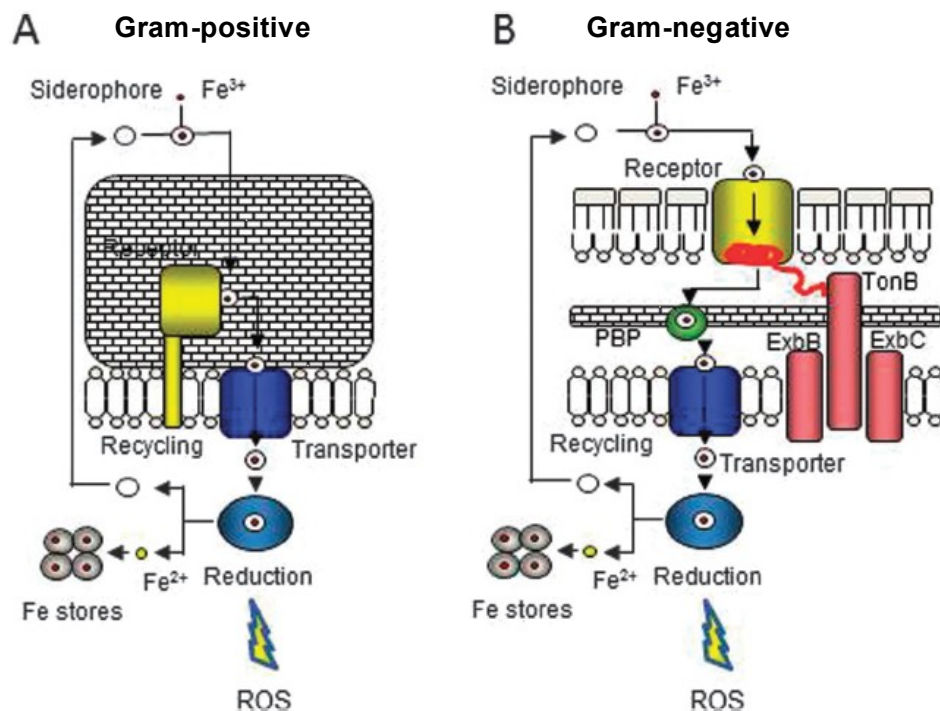 A Gram-positive
Siderophore Fe³⁺
Receptor
Recycling Transporter
Fe²⁺ Reduction
Fe stores
ROS
B Gram-negative
Siderophore Fe³⁺
Receptor
TonB
PBP ExbB ExbC
Recycling Transporter
Fe²⁺ Reduction
Fe stores
ROS